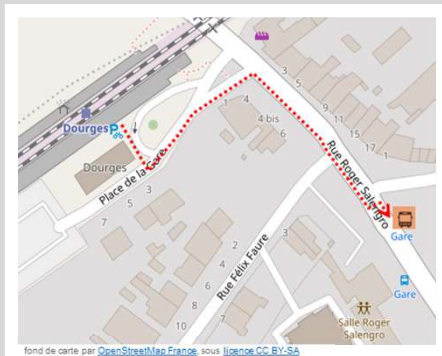 3
5
9
11
15
17
1
1
4
4 bis
6
Dourges
Dourges
Place de la Gare
3
5
7
Rue Roger Salengro
Gare
Gare
3
2
4
6
8
10
7
Rue Félix Faure
Salle Roger
Salengro
fond de carte par OpenStreetMap France, sous licence CC BY-SA